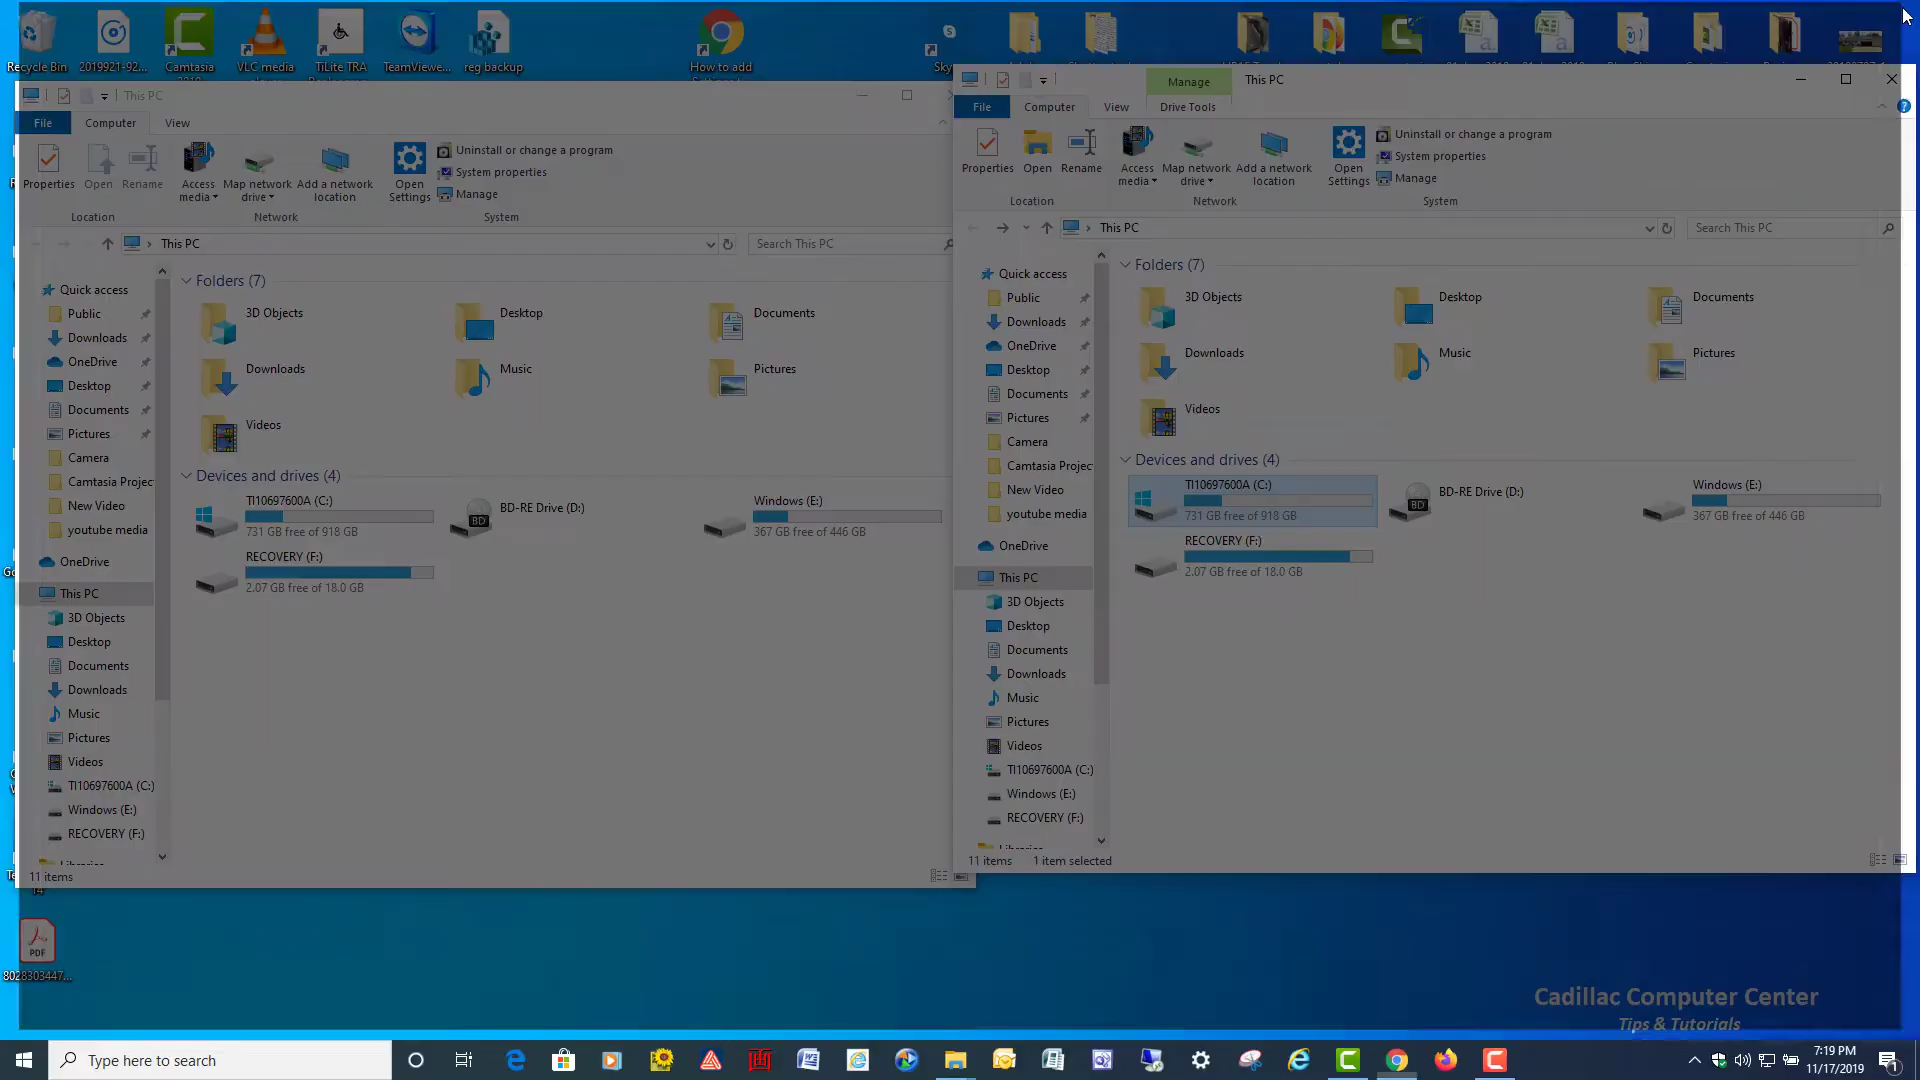 Recycle Bin
2019921-92...
Camtasia
VLC media
TiLite TRA
TeamViewe...
reg backup
How to add
Sky
This PC
File
Computer
View
Properties
Open
Rename
Access media
Map network drive
Add a network location
Open Settings
Uninstall or change a program
System properties
Manage
Location
Network
System
This PC
Search This PC
Quick access
Public
Downloads
OneDrive
Desktop
Documents
Pictures
Camera
Camtasia Projec
New Video
youtube media
OneDrive
This PC
3D Objects
Desktop
Documents
Downloads
Music
Pictures
Videos
TI10697600A (C:)
Windows (E:)
RECOVERY (F:)
Folders (7)
3D Objects
Desktop
Documents
Downloads
Music
Pictures
Videos
Devices and drives (4)
TI10697600A (C:)
731 GB free of 918 GB
BD-RE Drive (D:)
BD
Windows (E:)
367 GB free of 446 GB
RECOVERY (F:)
2.07 GB free of 18.0 GB
11 items
Manage
This PC
File
Computer
View
Drive Tools
Properties
Open
Rename
Access media
Map network drive
Add a network location
Open Settings
Uninstall or change a program
System properties
Manage
Location
Network
System
This PC
Search This PC
Quick access
Public
Downloads
OneDrive
Desktop
Documents
Pictures
Camera
Camtasia Projec
New Video
youtube media
OneDrive
This PC
3D Objects
Desktop
Documents
Downloads
Music
Pictures
Videos
TI10697600A (C:)
Windows (E:)
RECOVERY (F:)
Folders (7)
3D Objects
Desktop
Documents
Downloads
Music
Pictures
Videos
Devices and drives (4)
TI10697600A (C:)
731 GB free of 918 GB
BD-RE Drive (D:)
BD
Windows (E:)
367 GB free of 446 GB
RECOVERY (F:)
2.07 GB free of 18.0 GB
11 items
1 item selected
PDF
8028303447...
Cadillac Computer Center
Tips & Tutorials
Type here to search
7:19 PM
11/17/2019
1